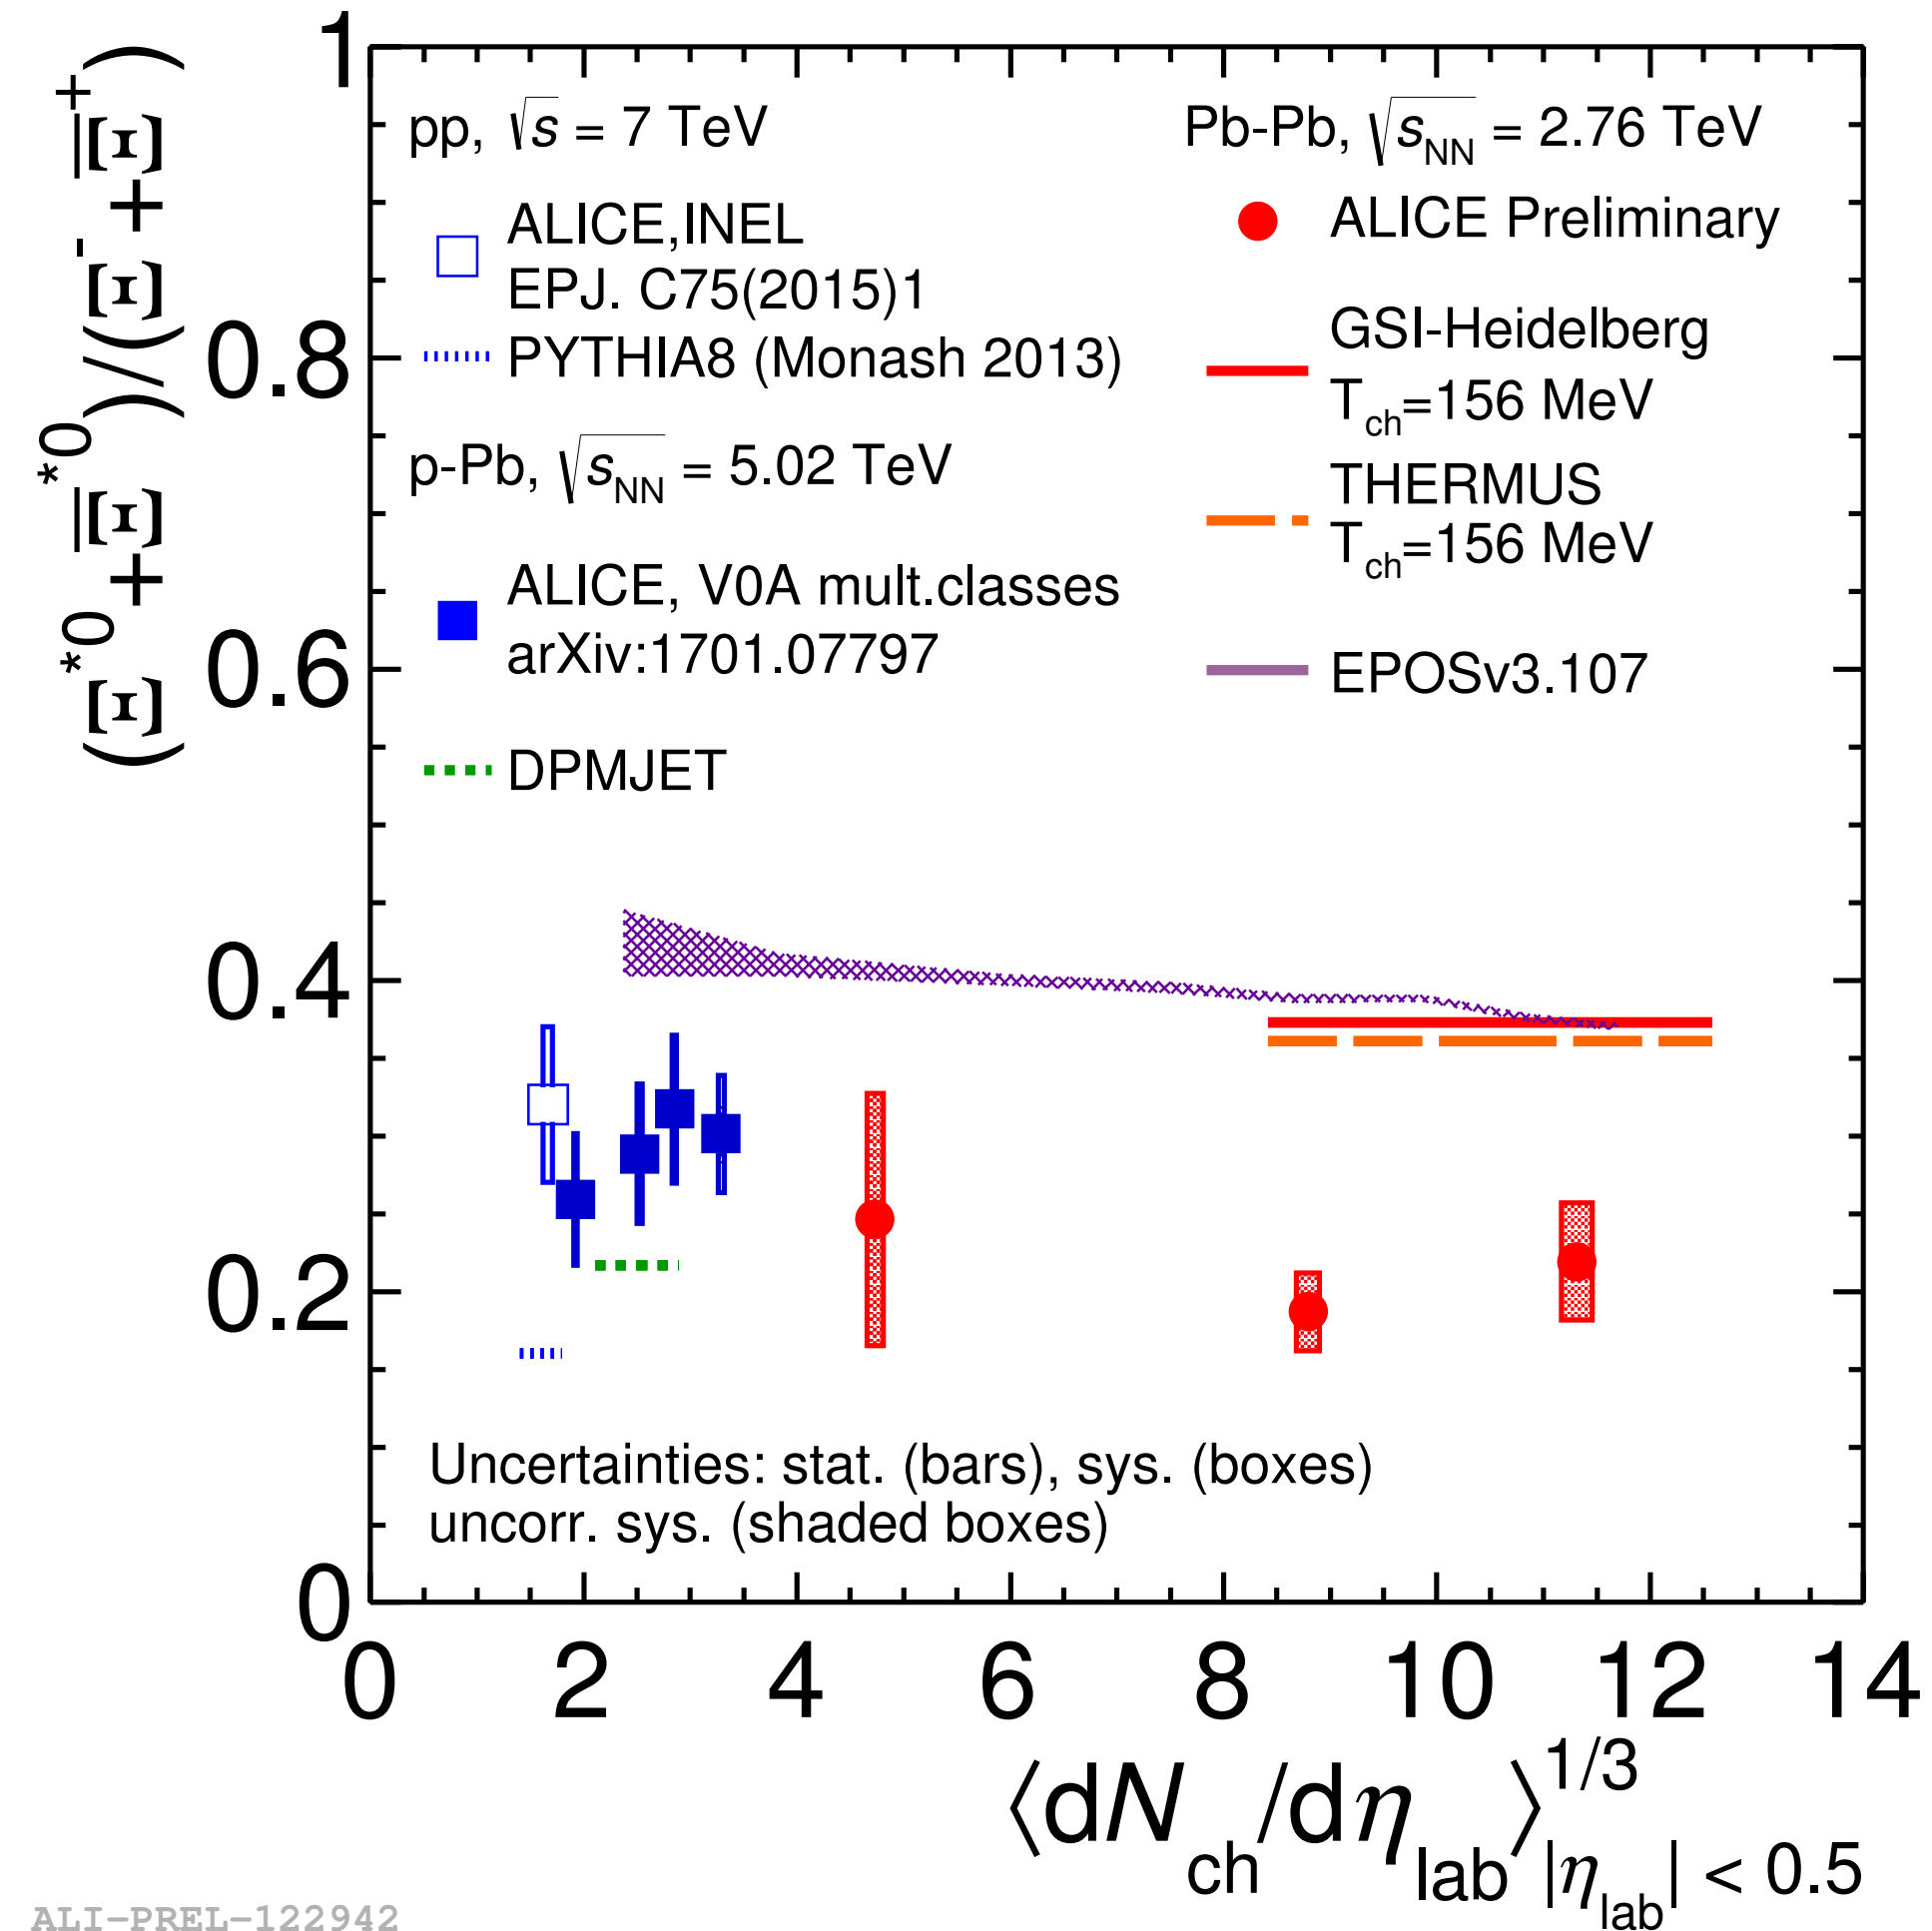 (Ξ*0+Ξ̅*0)/(Ξ-+Ξ̅+)
1
0.8
0.6
0.4
0.2
0
pp, √s = 7 TeV
ALICE,INEL
EPJ. C75(2015)1
PYTHIA8 (Monash 2013)
p-Pb, √sNN = 5.02 TeV
ALICE, V0A mult.classes
arXiv:1701.07797
DPMJET
Pb-Pb, √sNN = 2.76 TeV
ALICE Preliminary
GSI-Heidelberg
Tch=156 MeV
THERMUS
Tch=156 MeV
EPOSv3.107
Uncertainties: stat. (bars), sys. (boxes)
uncorr. sys. (shaded boxes)
0 2 4 6 8 10 12 14
⟨dNch/dηlab⟩1/3 |ηlab| < 0.5
ALI-PREL-122942